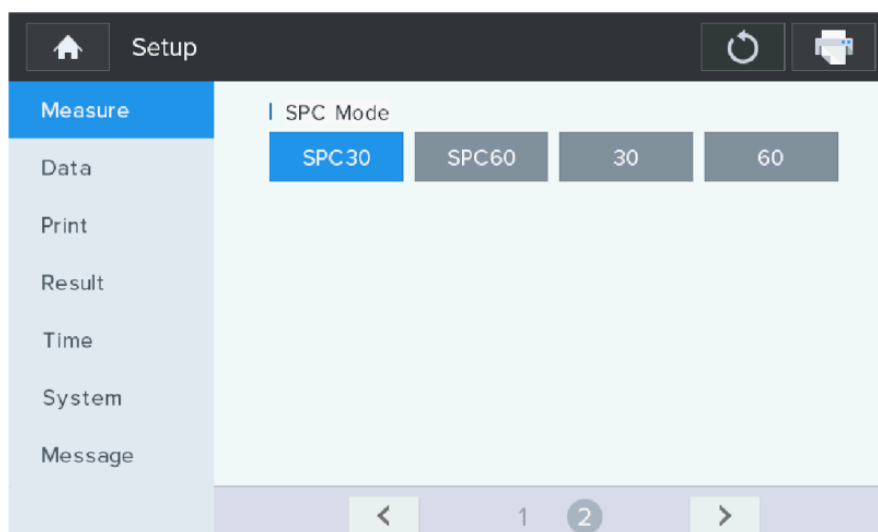 Setup
Measure
Data
Print
Result
Time
System
Message
SPC Mode
SPC30 SPC60 30 60
1 2